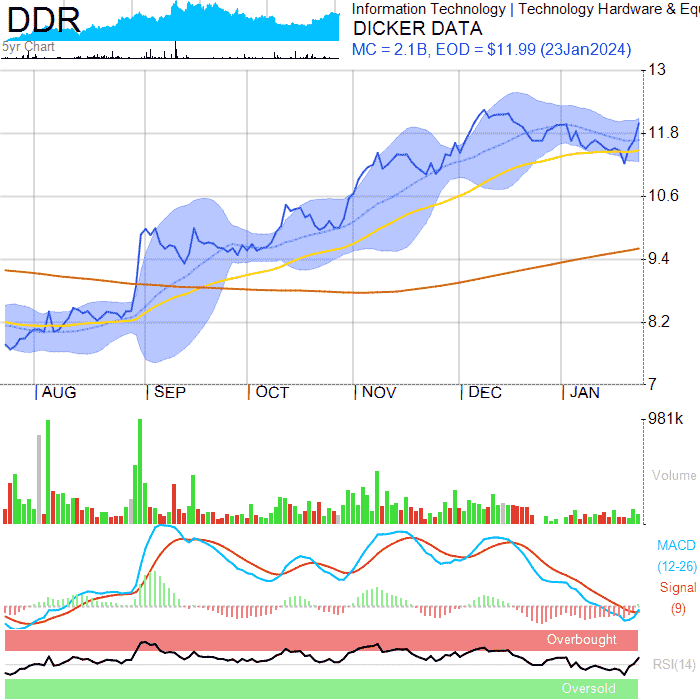 DDR
5yr Chart
Information Technology | Technology Hardware & Equ
DICKER DATA
MC = 2.1B, EOD = $11.99 (23Jan2024)
13
11.8
10.6
9.4
8.2
7
AUG
SEP
OCT
NOV
DEC
JAN
981k
Volume
MACD
(12-26)
Signal
(9)
Overbought
RSI(14)
Oversold